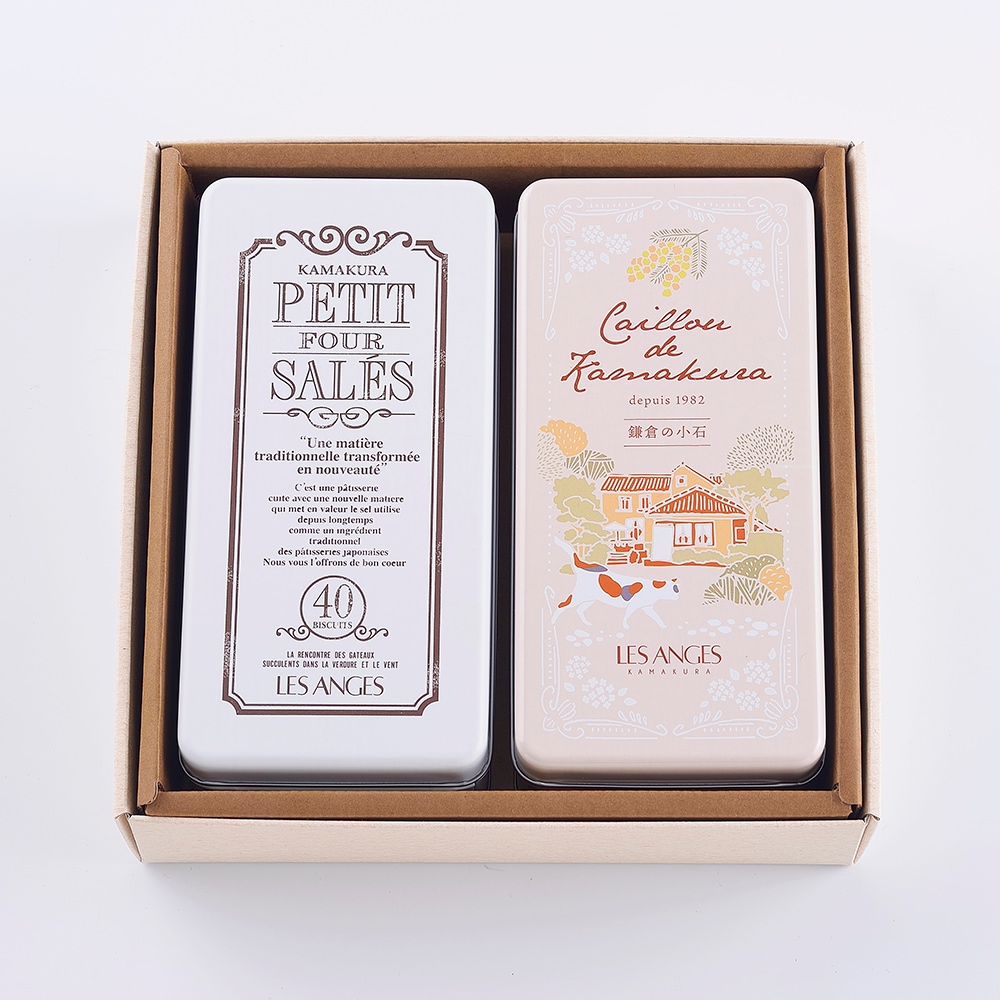 KAMAKURA
PETIT
FOUR
SALÉS
"Une matière
traditionnelle transformée
en nouveauté"
C'est une pâtisserie
cuite avec une nouvelle matiere
qui met en valeur le sel utilise
depuis longtemps
comme un ingrédient
traditionnel
des pâtisseries japonaises
Nous vous l'offrons de bon coeur
40
BISCUITS
LA RENCONTRE DES GATEAUX
SUCCULENTS DANS LA VERDURE ET LE VENT
LES ANGES
Caillou
de
Kamakura
depuis 1982
鎌倉の小石
LES ANGES
KAMAKURA